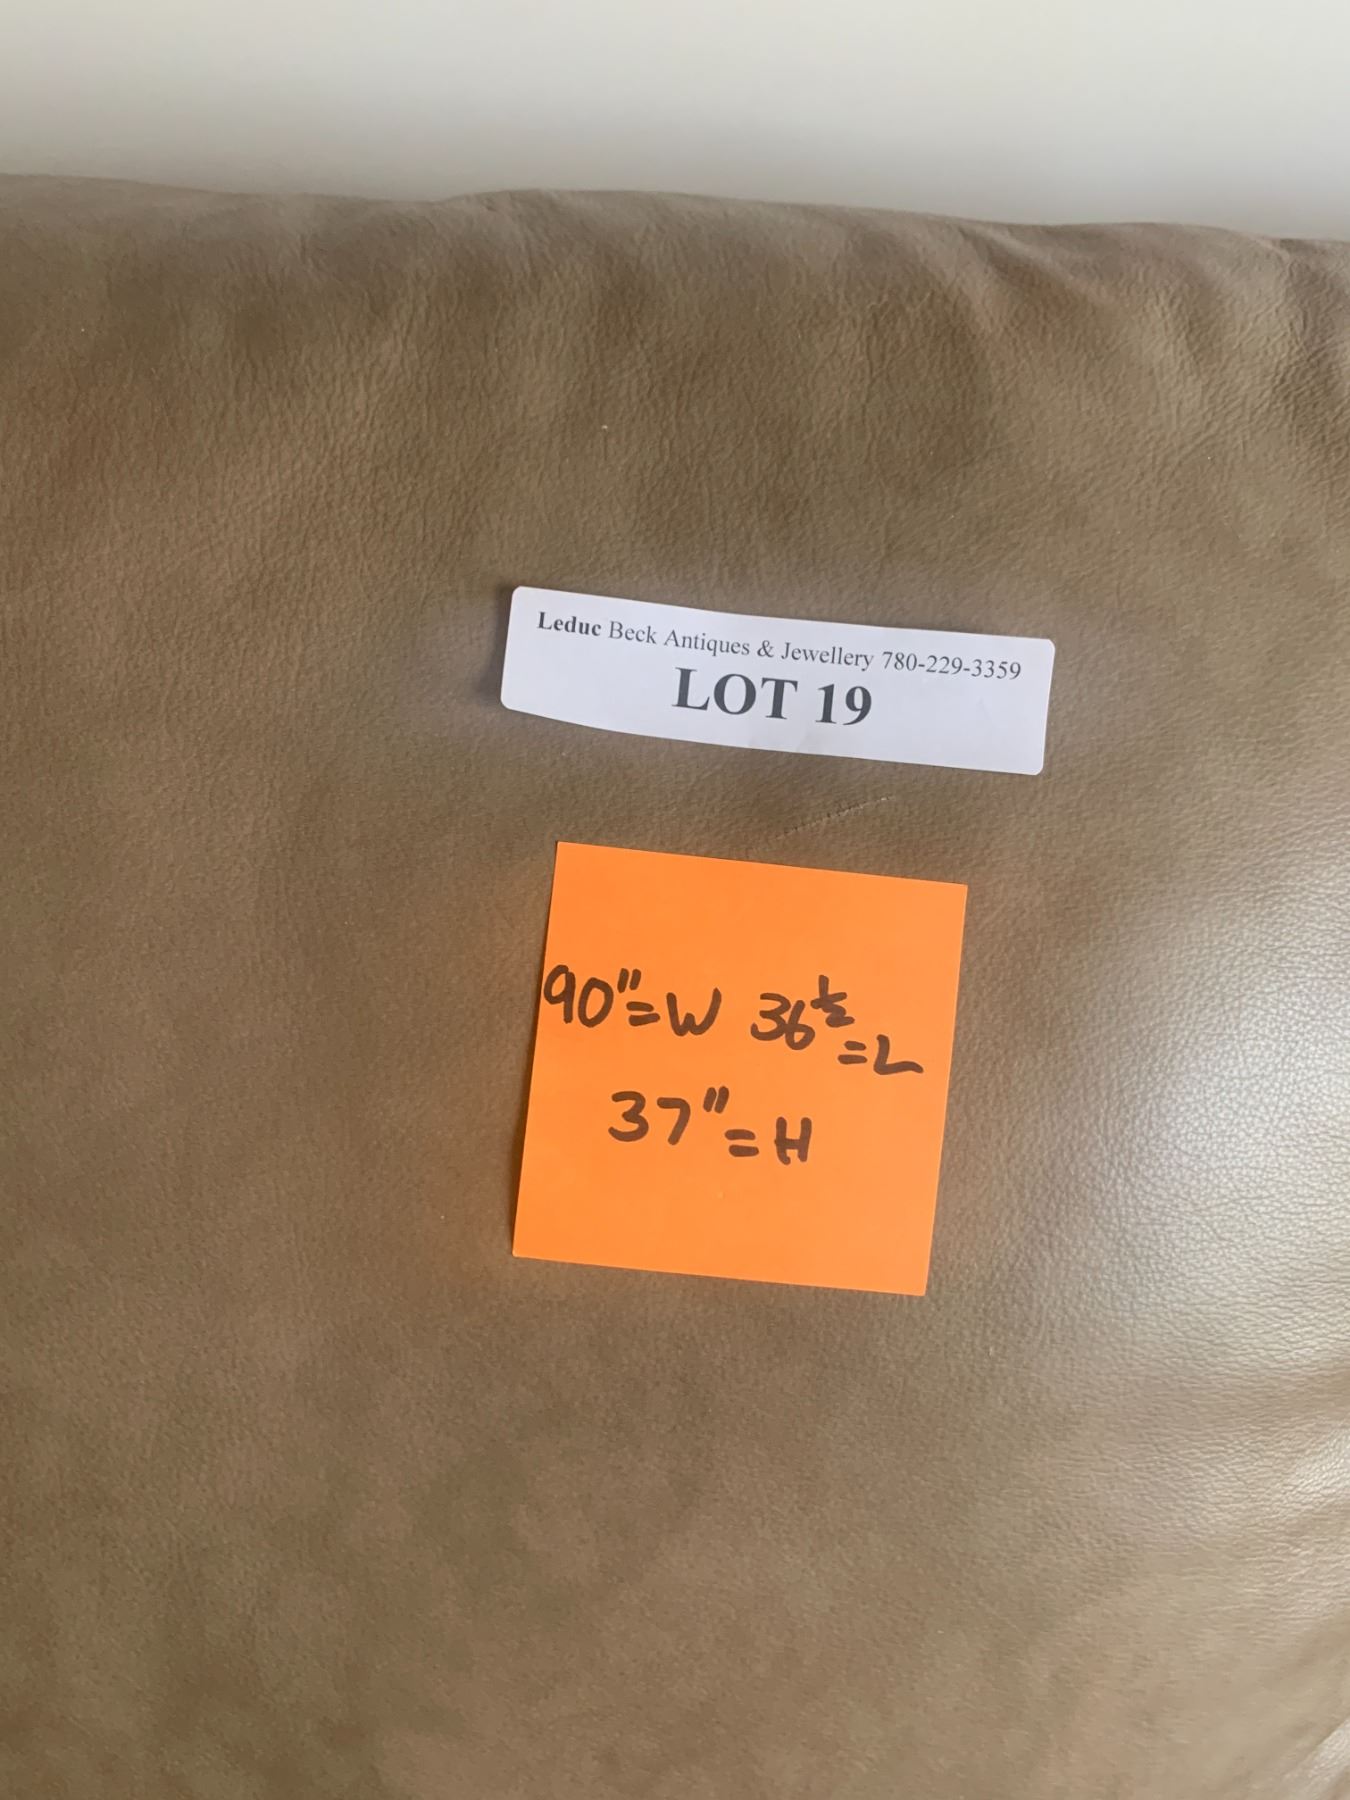 Leduc Beck Antiques & Jewellery 780-229-3359
LOT 19
90"=W 36½=L
37"=H